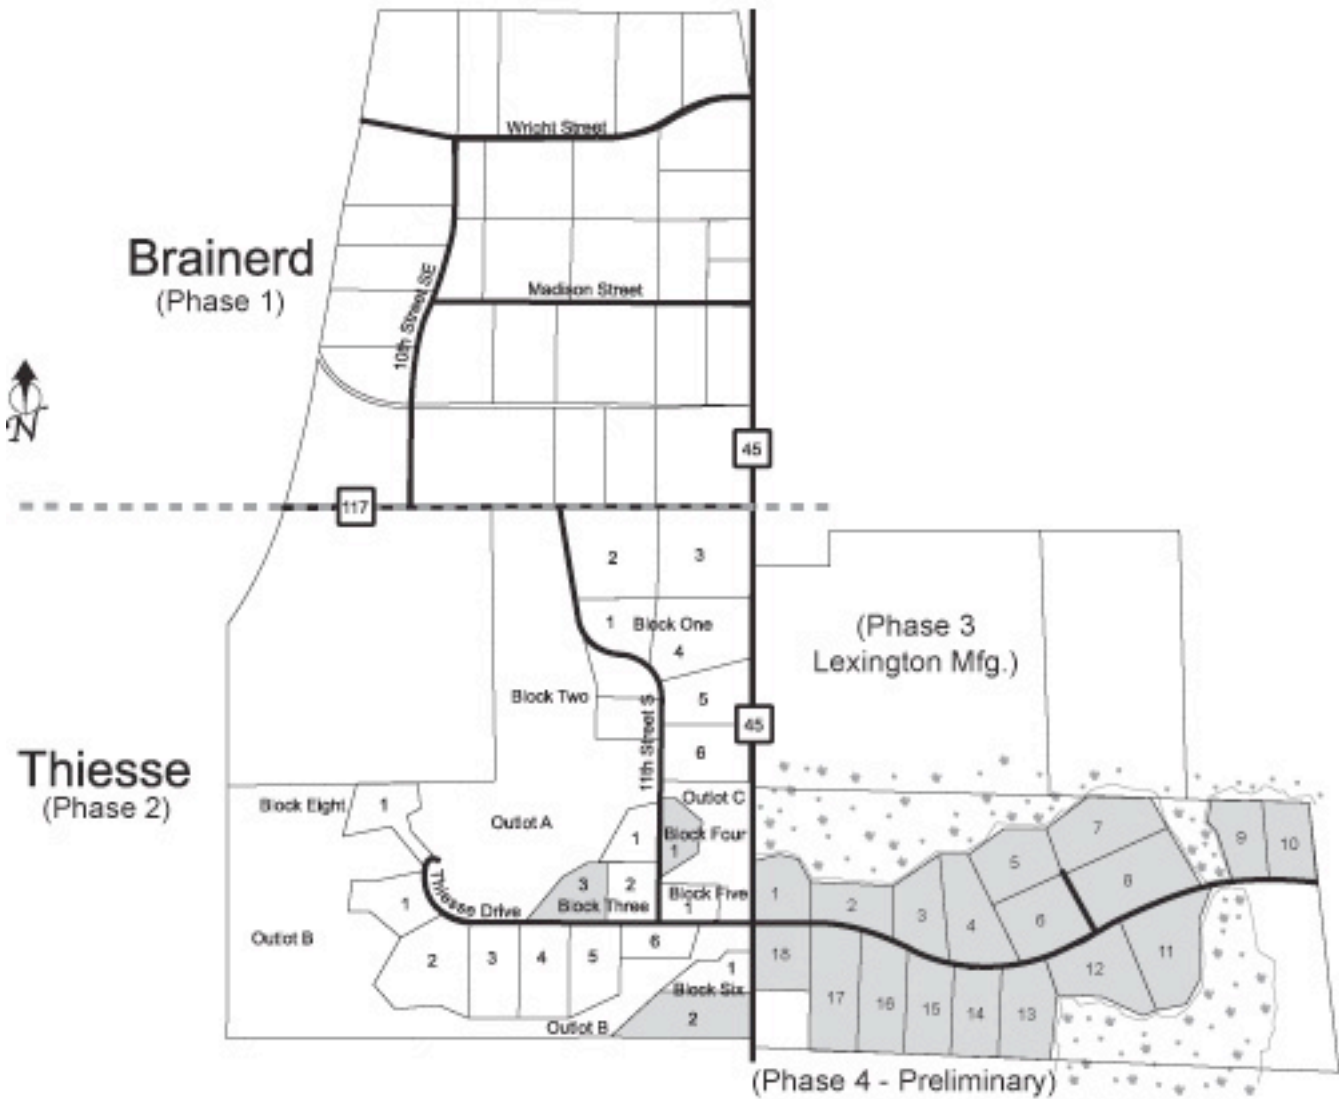 Wright Street
Brainerd
(Phase 1)
10th Street SE
Madison Street
N
45
117
2
3
1
Block One
4
(Phase 3
Lexington Mfg.)
Block Two
5
11th Street S
45
6
Thiesse
(Phase 2)
Block Eight
1
Outlot C
Outlot A
1
Block Four
1
3
2
Block Three
Block Five
1
Thiesse Drive
1
Outlot B
2
3
4
5
6
1
Block Six
2
Outlot B
1
2
3
4
5
6
7
8
9
10
11
12
13
14
15
16
17
18
(Phase 4 - Preliminary)